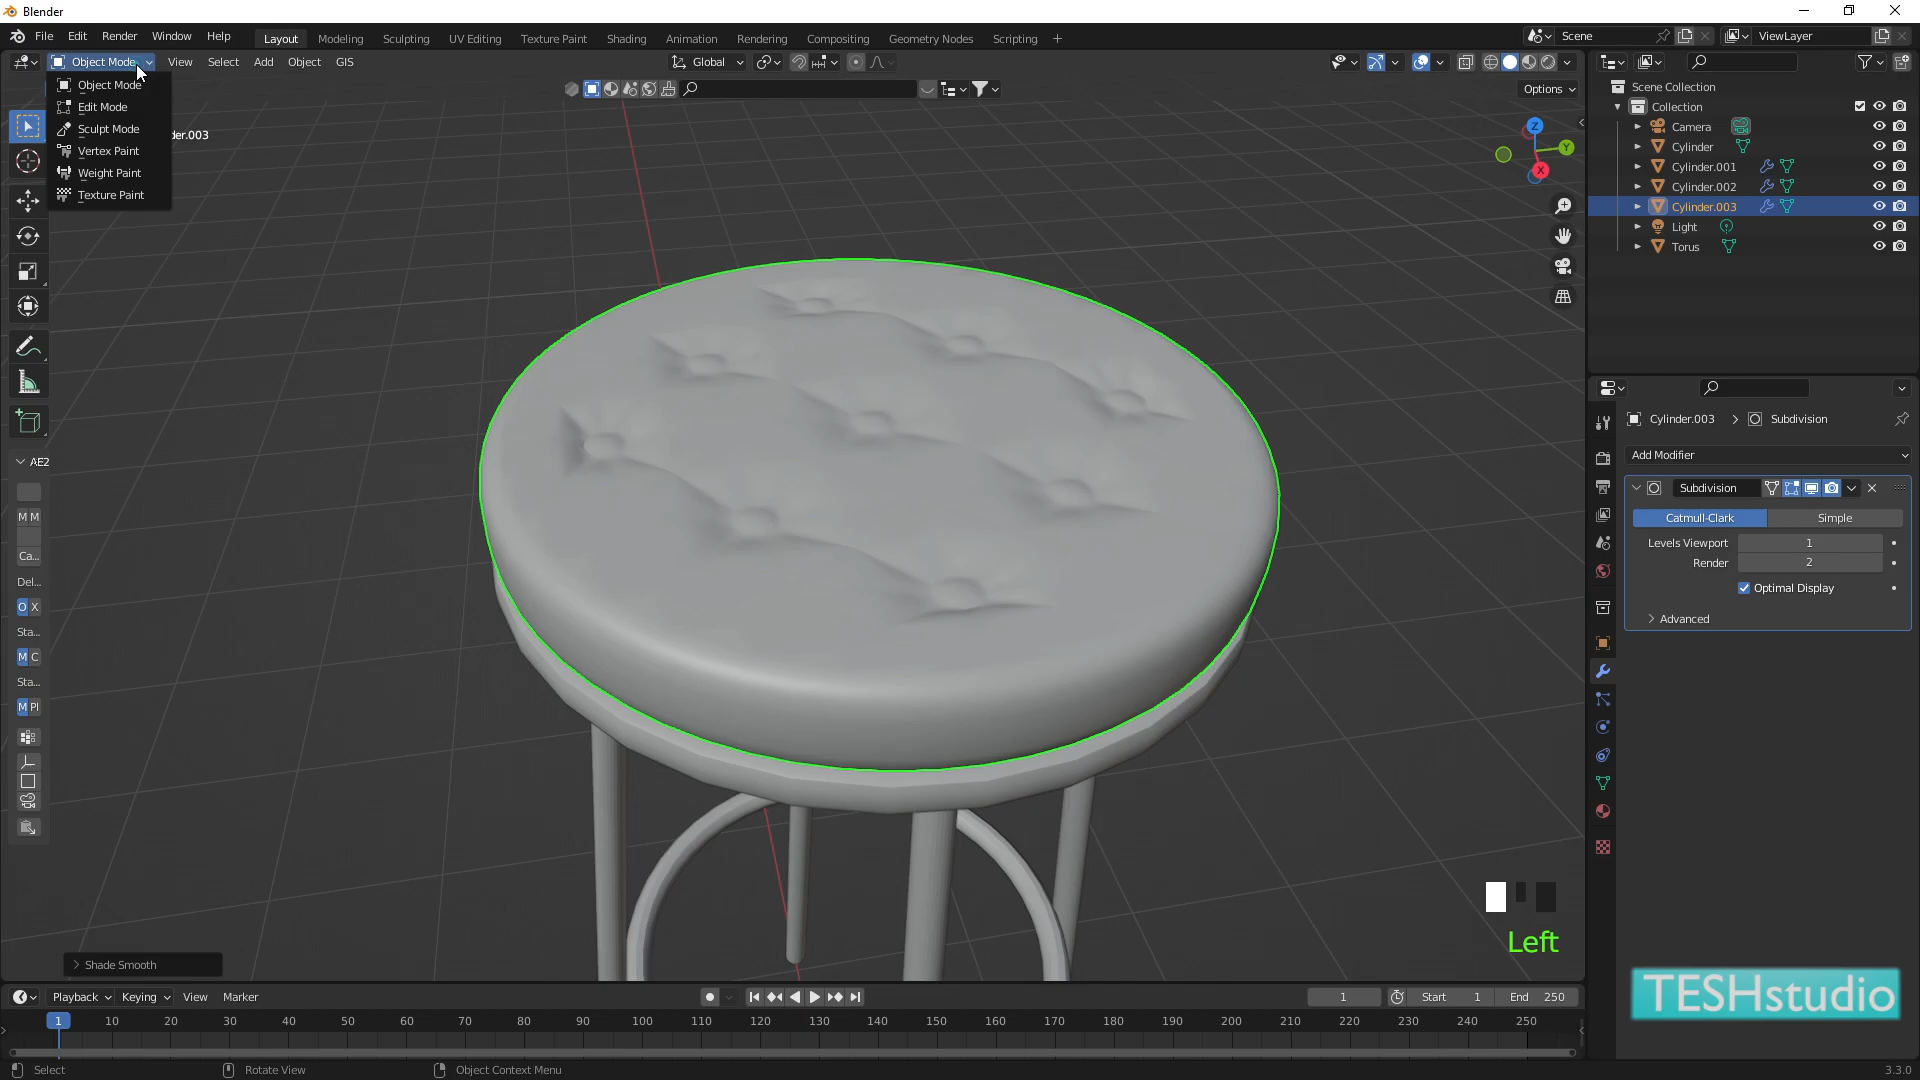 Blender
File Edit Render Window Help Layout Modeling Sculpting UV Editing Texture Paint Shading Animation Rendering Compositing Geometry Nodes Scripting + Scene ViewLayer
Object Mode View Select Add Object GIS Global
Options
Object Mode
Edit Mode
Sculpt Mode
Vertex Paint
Weight Paint
Texture Paint
der.003
Z
Y
X
Scene Collection
Collection
Camera
Cylinder
Cylinder.001
Cylinder.002
Cylinder.003
Light
Torus
Cylinder.003 > Subdivision
Add Modifier
Subdivision
Catmull-Clark Simple
Levels Viewport 1
Render 2
Optimal Display
Advanced
AE2
M M
Ca...
Del...
O X
Sta...
M C
Sta...
M Pl
Left
Shade Smooth
TESHstudio
Playback Keying View Marker 1 Start 1 End 250
1 10 20 30 40 50 60 70 80 90 100 110 120 130 140 150 160 170 180 190 200 210 220 230 240 250
Select Rotate View Object Context Menu 3.3.0